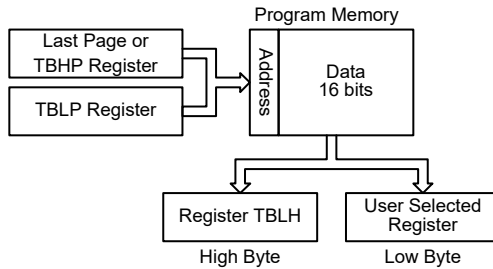 Program Memory
Last Page or
TBHP Register
TBLP Register
Address
Data
16 bits
Register TBLH
User Selected
Register
High Byte
Low Byte